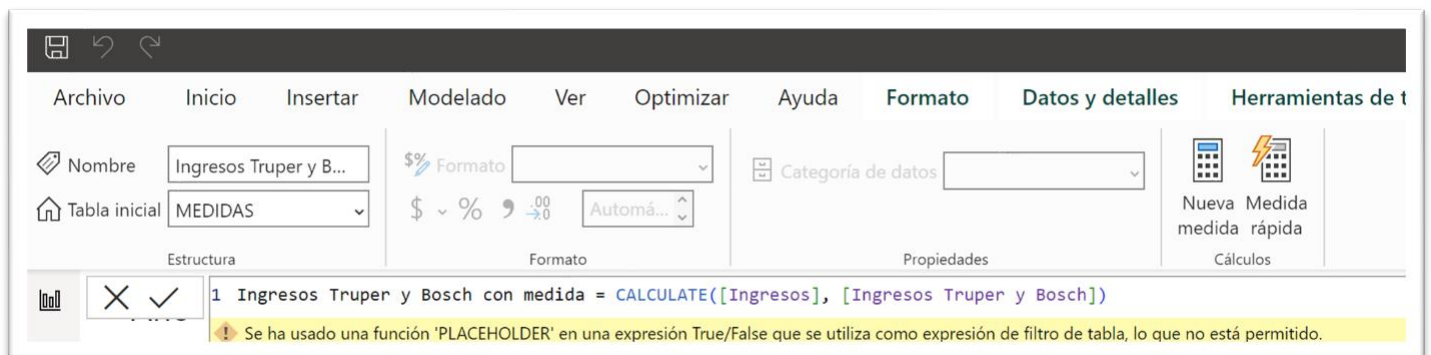 Archivo Inicio Insertar Modelado Ver Optimizar Ayuda Formato Datos y detalles Herramientas de t
Nombre Ingresos Truper y B...
Tabla inicial MEDIDAS
Estructura
$% Formato
$ % 9 .00 →.0 Automá...
Formato
Categoría de datos
Propiedades
Nueva medida
Medida rápida
Cálculos
1 Ingresos Truper y Bosch con medida = CALCULATE([Ingresos], [Ingresos Truper y Bosch])
Se ha usado una función 'PLACEHOLDER' en una expresión True/False que se utiliza como expresión de filtro de tabla, lo que no está permitido.